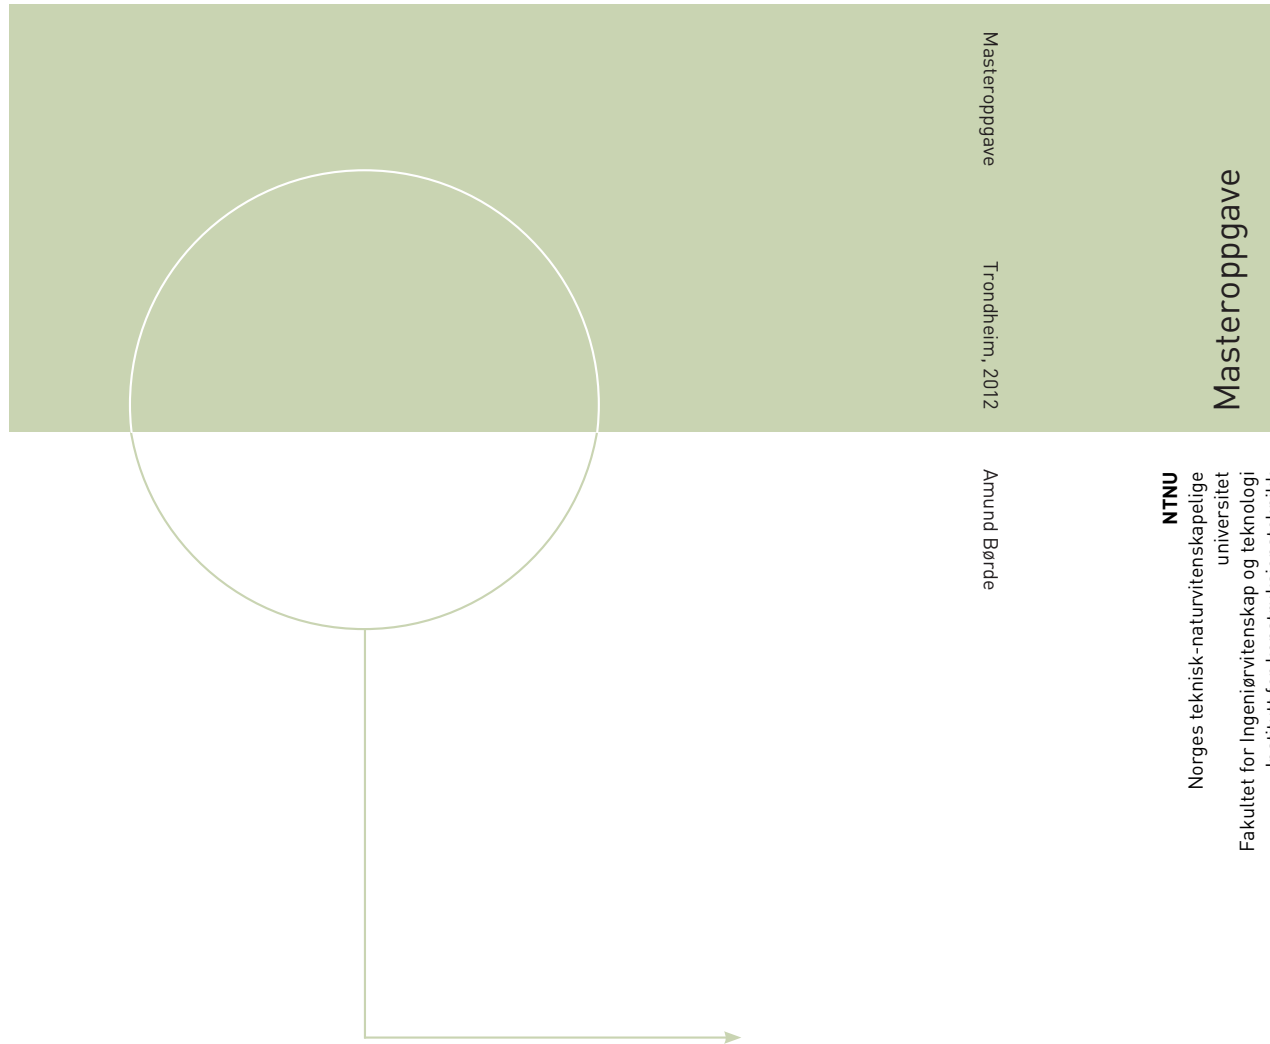 Masteroppgave
Trondheim, 2012
Amund Børde
Masteroppgave
NTNU
Norges teknisk-naturvitenskapelige
universitet
Fakultet for Ingeniørvitenskap og teknologi